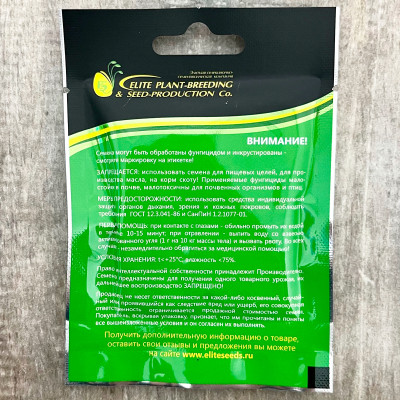 Элитная селекционно-
семеноводческая компания
ELITE PLANT-BREEDING
& SEED-PRODUCTION Co.
ВНИМАНИЕ!
Семена могут быть обработаны фунгицидом и инкрустированы -
смотрите маркировку на этикетке!
ЗАПРЕЩАЕТСЯ: использовать семена для пищевых целей, для про-
изводства масла, на корм скоту! Применяемые фунгициды мало-
стойки в почве, малотоксичны для почвенных организмов и птиц.
МЕРЫ ПРЕДОСТОРОЖНОСТИ: использовать средства индивидуальной
защиты органов дыхания, зрения и кожных покровов, соблюдать
требования ГОСТ 12.3.041-86 и СанПиН 1.2.1077-01.
ПЕРВАЯ ПОМОЩЬ: при контакте с глазами - обильно промыть их водой
в течение 10-15 минут; при отравлении - выпить воду со взвесью
активированного угля (1 г на 10 кг массы тела) и вызвать рвоту. Во всех
случаях - незамедлительно обратиться за медицинской помощью!
УСЛОВИЯ ХРАНЕНИЯ: t<+25°C, влажность <75%.
Право интеллектуальной собственности принадлежит Производителю.
Семена предназначены для получения одного товарного урожая, их
дальнейшее воспроизводство ЗАПРЕЩЕНО!
Продавец не несет ответственности за какой-либо косвенный, случай-
ный или проявившийся как следствие вред или ущерб, его совокупная
ответственность ограничивается продажной стоимостью семян.
Покупатель, вскрывая упаковку, признает, что им прочитаны и поняты
все вышеизложенные условия и он согласен их выполнять.
Получить дополнительную информацию о товаре,
оставить свои отзывы и предложения вы можете
на сайте www.eliteseeds.ru